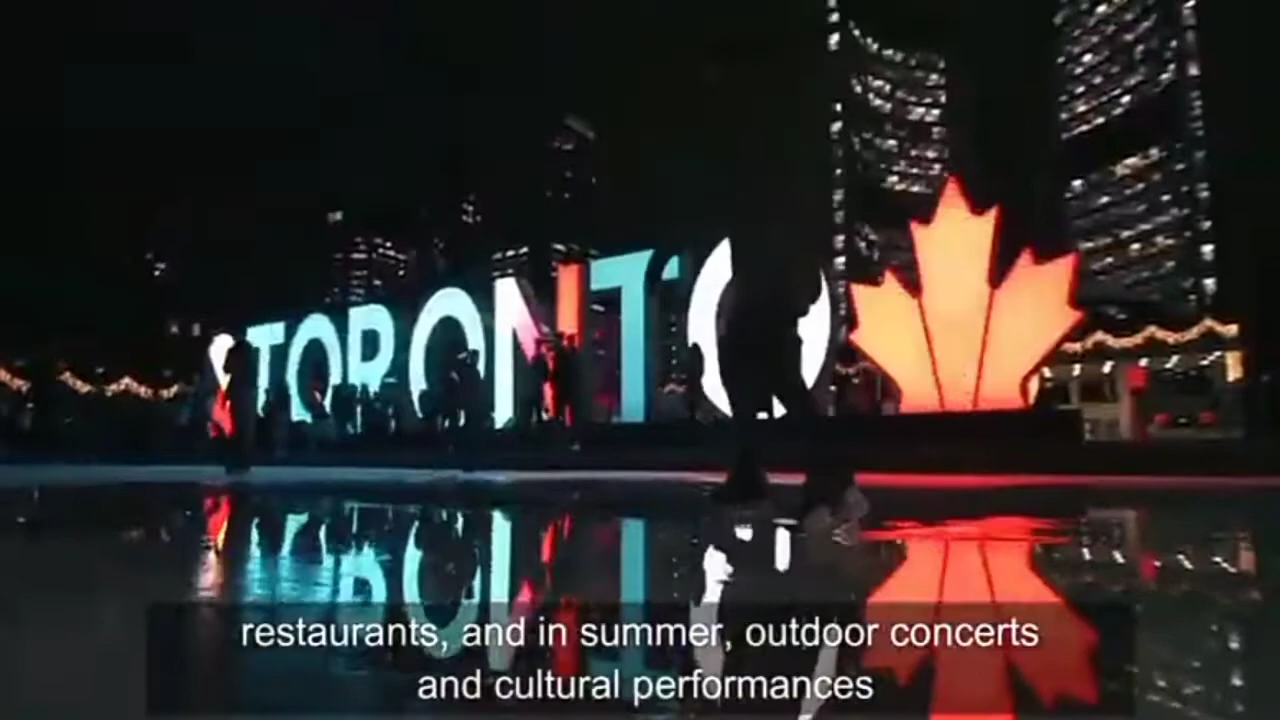 TORONTO
restaurants, and in summer, outdoor concerts
and cultural performances